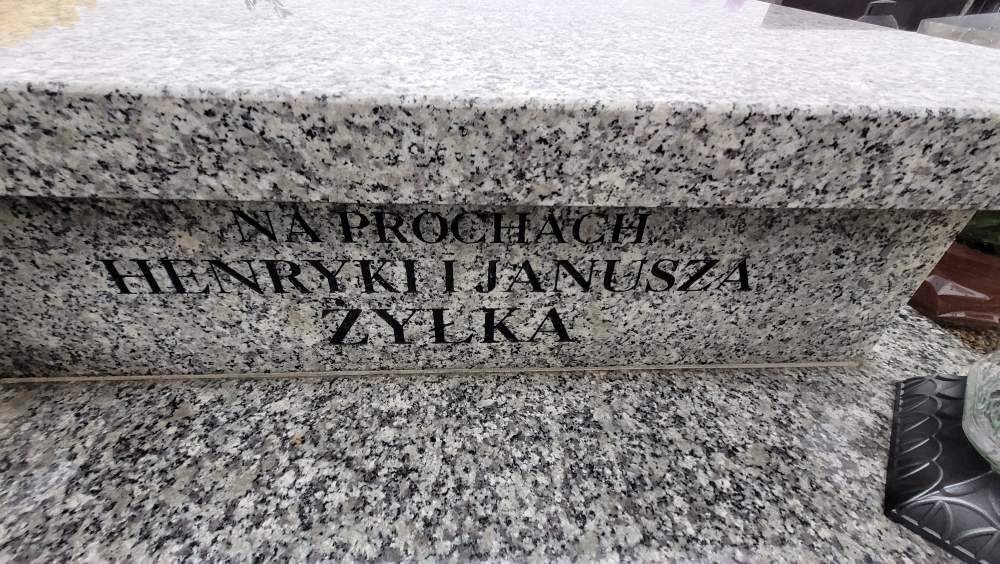 NA PROCHACH
HENRYKI I JANUSZA
ŻYŁKA